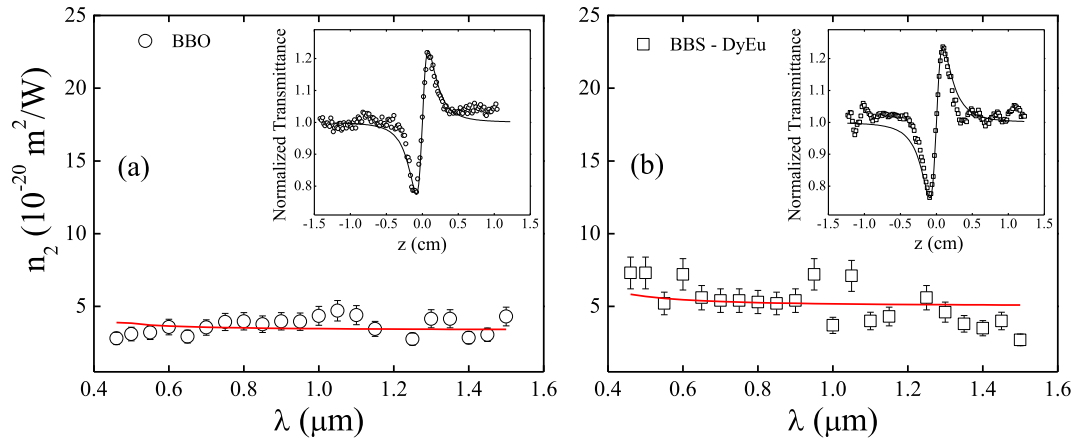 25
20
15
10
5
n₂ (10⁻²⁰ m²/W)
BBO
(a)
Normalized Transmittance
1.2
1.1
1.0
0.9
0.8
-1.5 -1.0 -0.5 0.0 0.5 1.0 1.5
z (cm)
0.4 0.6 0.8 1.0 1.2 1.4 1.6
λ (μm)
25
20
15
10
5
BBS - DyEu
(b)
Normalized Transmittance
1.2
1.1
1.0
0.9
0.8
-1.5 -1.0 -0.5 0.0 0.5 1.0 1.5
z (cm)
0.4 0.6 0.8 1.0 1.2 1.4 1.6
λ (μm)